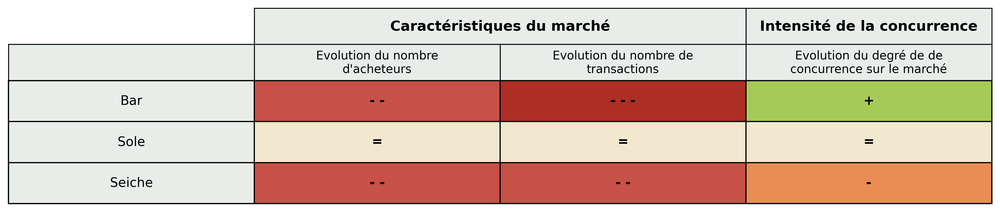 Caractéristiques du marché
Intensité de la concurrence
Evolution du nombre
d'acheteurs
Evolution du nombre de
transactions
Evolution du degré de de
concurrence sur le marché
Bar
- -
- - -
+
Sole
=
=
=
Seiche
- -
- -
-